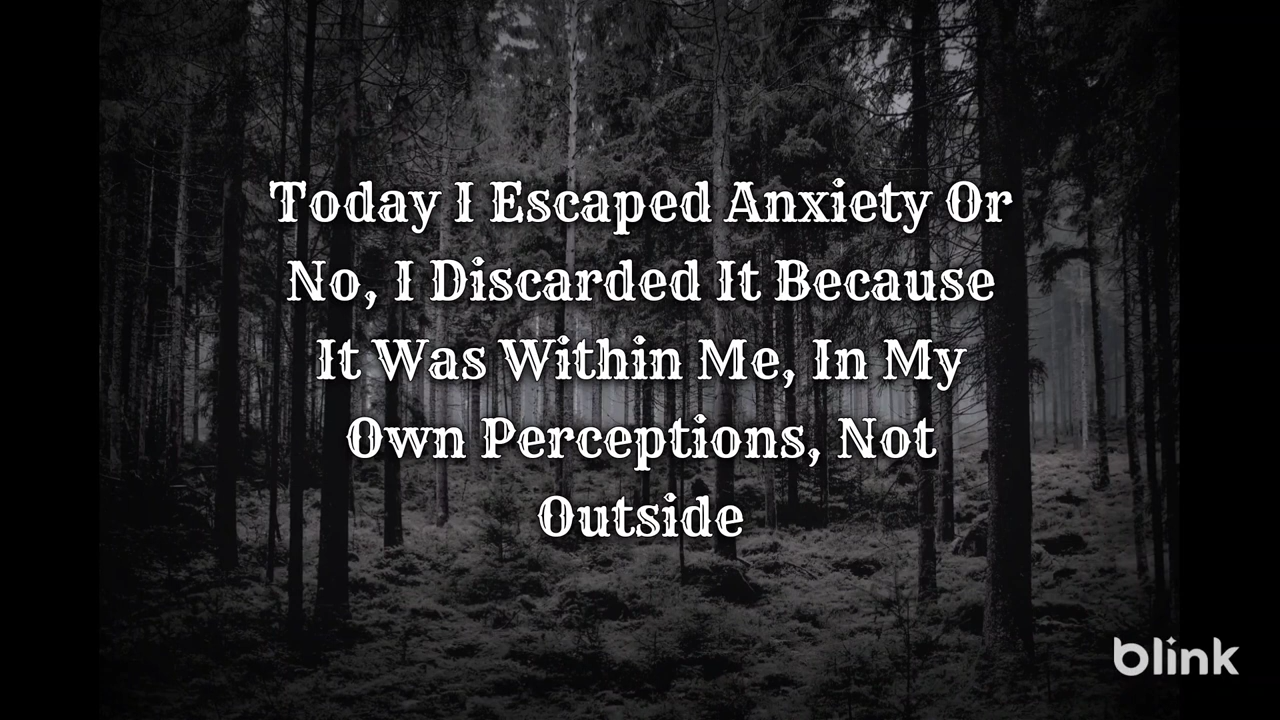 Today I Escaped Anxiety Or
No, I Discarded It Because
It Was Within Me, In My
Own Perceptions, Not
Outside
blink